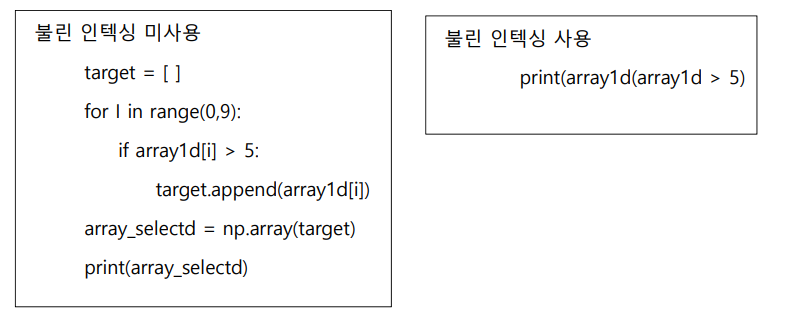 불린 인텍싱 미사용
target = [ ]
for I in range(0,9):
if array1d[i] > 5:
target.append(array1d[i])
array_selectd = np.array(target)
print(array_selectd)
불린 인텍싱 사용
print(array1d(array1d > 5)